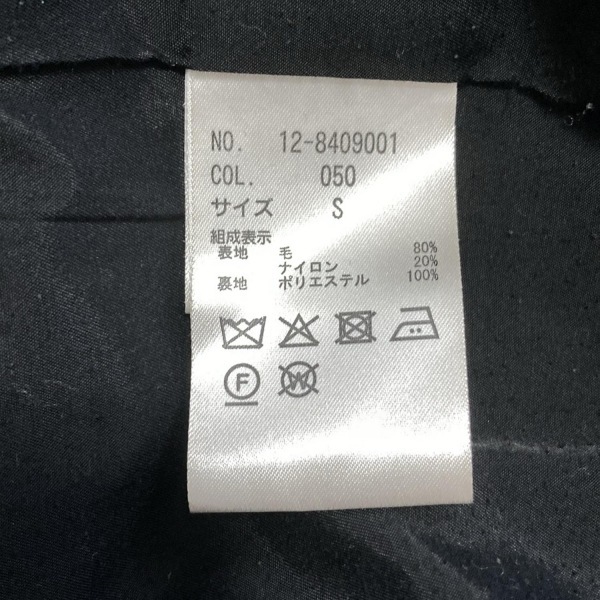 NO. 12-8409001
COL. 050
サイズ S
組成表示
表地 毛 80%
ナイロン 20%
裏地 ポリエステル 100%
F W